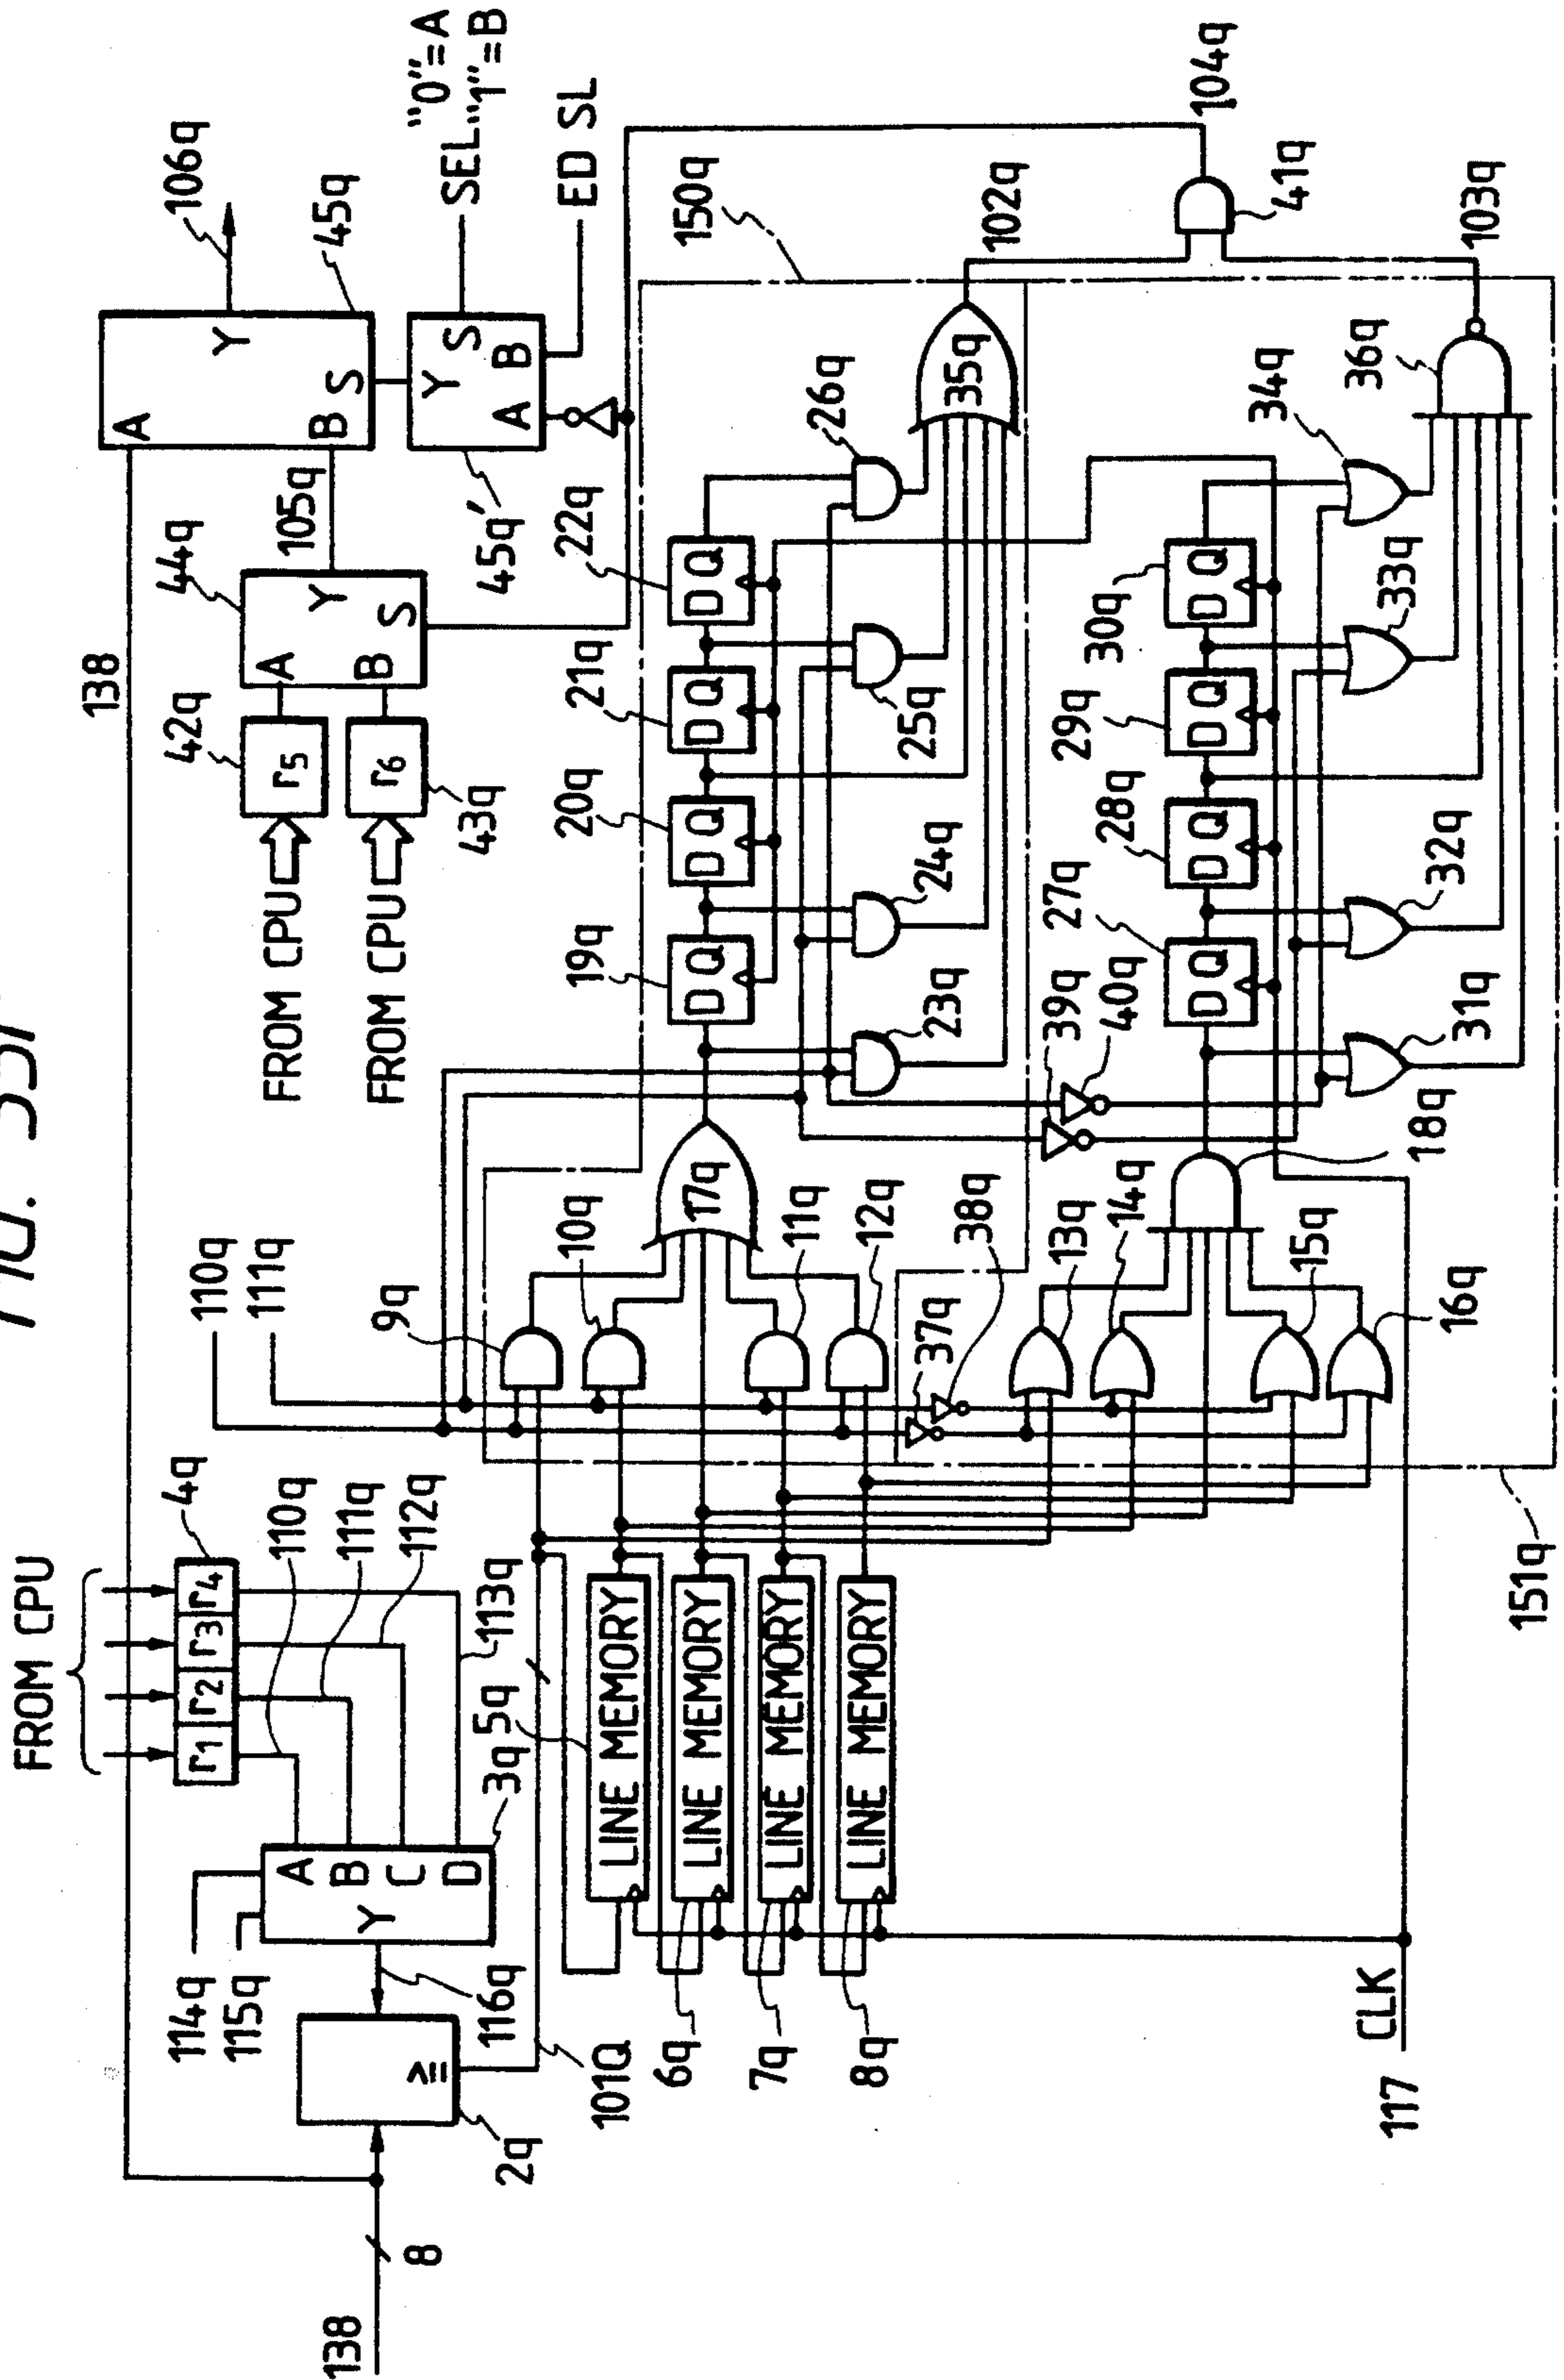 138
8
2q
≧
116q
114q
115q
Y
A
B
C
D
3q
FROM CPU
r1
r2
r3
r4
4q
110q
111q
112q
113q
101Q
5q
LINE MEMORY
LINE MEMORY
LINE MEMORY
LINE MEMORY
6q
7q
8q
117
CLK
110q
111q
9q
10q
11q
12q
37q
38q
13q
14q
15q
16q
17q
18q
151q
138
FROM CPU
FROM CPU
r5
r6
42q
43q
44q
A
B
Y
S
105q
A
B
Y
S
45q
106q
Y
S
A
B
45q'
SEL "0"=A
"1"=B
ED SL
19q
D Q
20q
D Q
21q
D Q
22q
D Q
23q
24q
25q
26q
35q
150q
102q
39q
40q
27q
D Q
28q
D Q
29q
D Q
30q
D Q
31q
32q
33q
34q
36q
103q
41q
104q